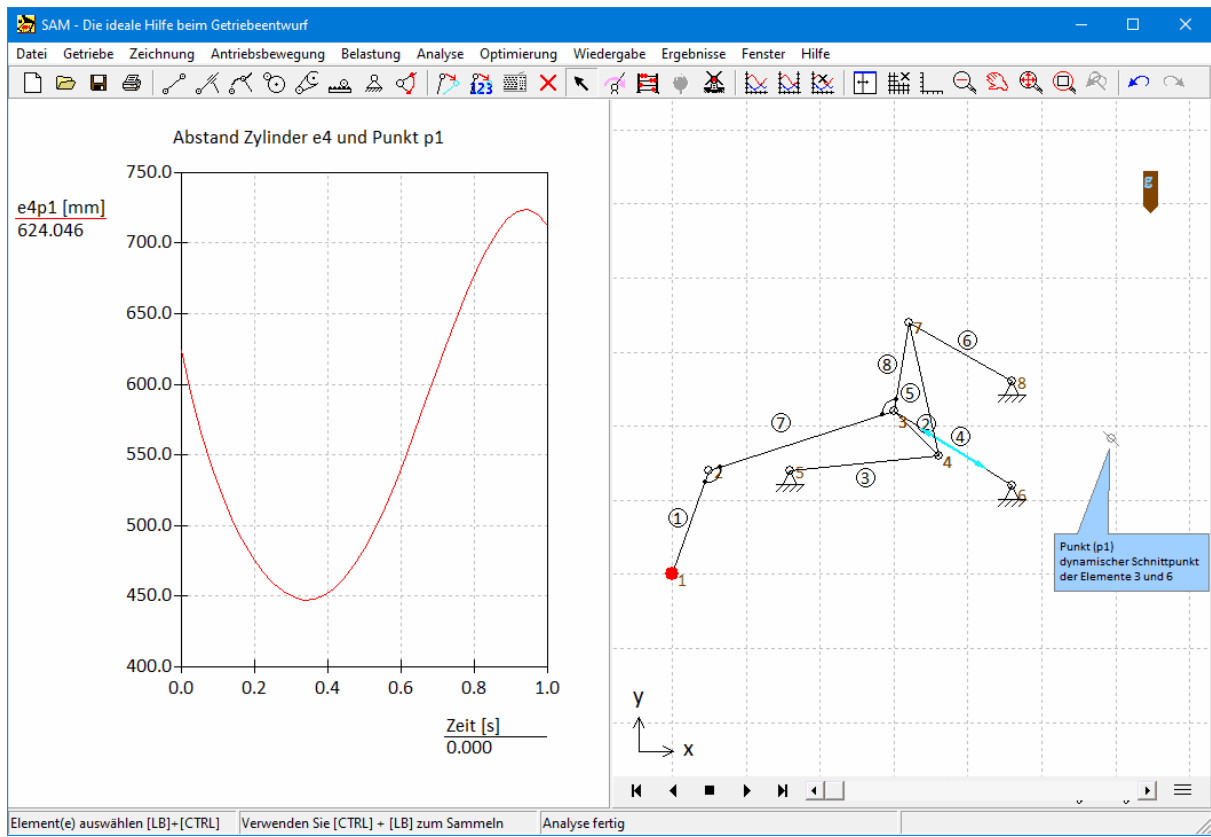 SAM - Die ideale Hilfe beim Getriebeentwurf
Datei Getriebe Zeichnung Antriebsbewegung Belastung Analyse Optimierung Wiedergabe Ergebnisse Fenster Hilfe
123
Abstand Zylinder e4 und Punkt p1
e4p1 [mm]
624.046
750.0
700.0
650.0
600.0
550.0
500.0
450.0
400.0
0.0 0.2 0.4 0.6 0.8 1.0
Zeit [s]
0.000
g
7
6
8
8
5
7
3
2
4
4
2
5
3
6
1
1
Punkt (p1)
dynamischer Schnittpunkt
der Elemente 3 und 6
y
x
Element(e) auswählen [LB]+[CTRL] Verwenden Sie [CTRL] + [LB] zum Sammeln Analyse fertig